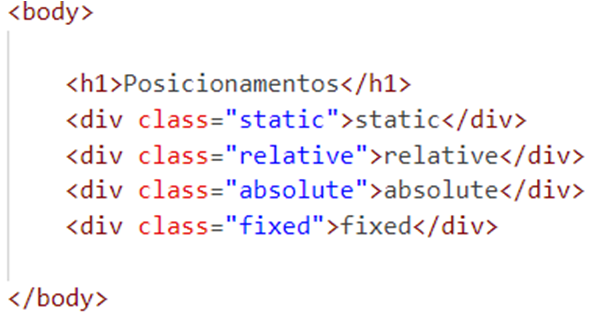 <body>
<h1>Posicionamentos</h1>
<div class="static">static</div>
<div class="relative">relative</div>
<div class="absolute">absolute</div>
<div class="fixed">fixed</div>
</body>